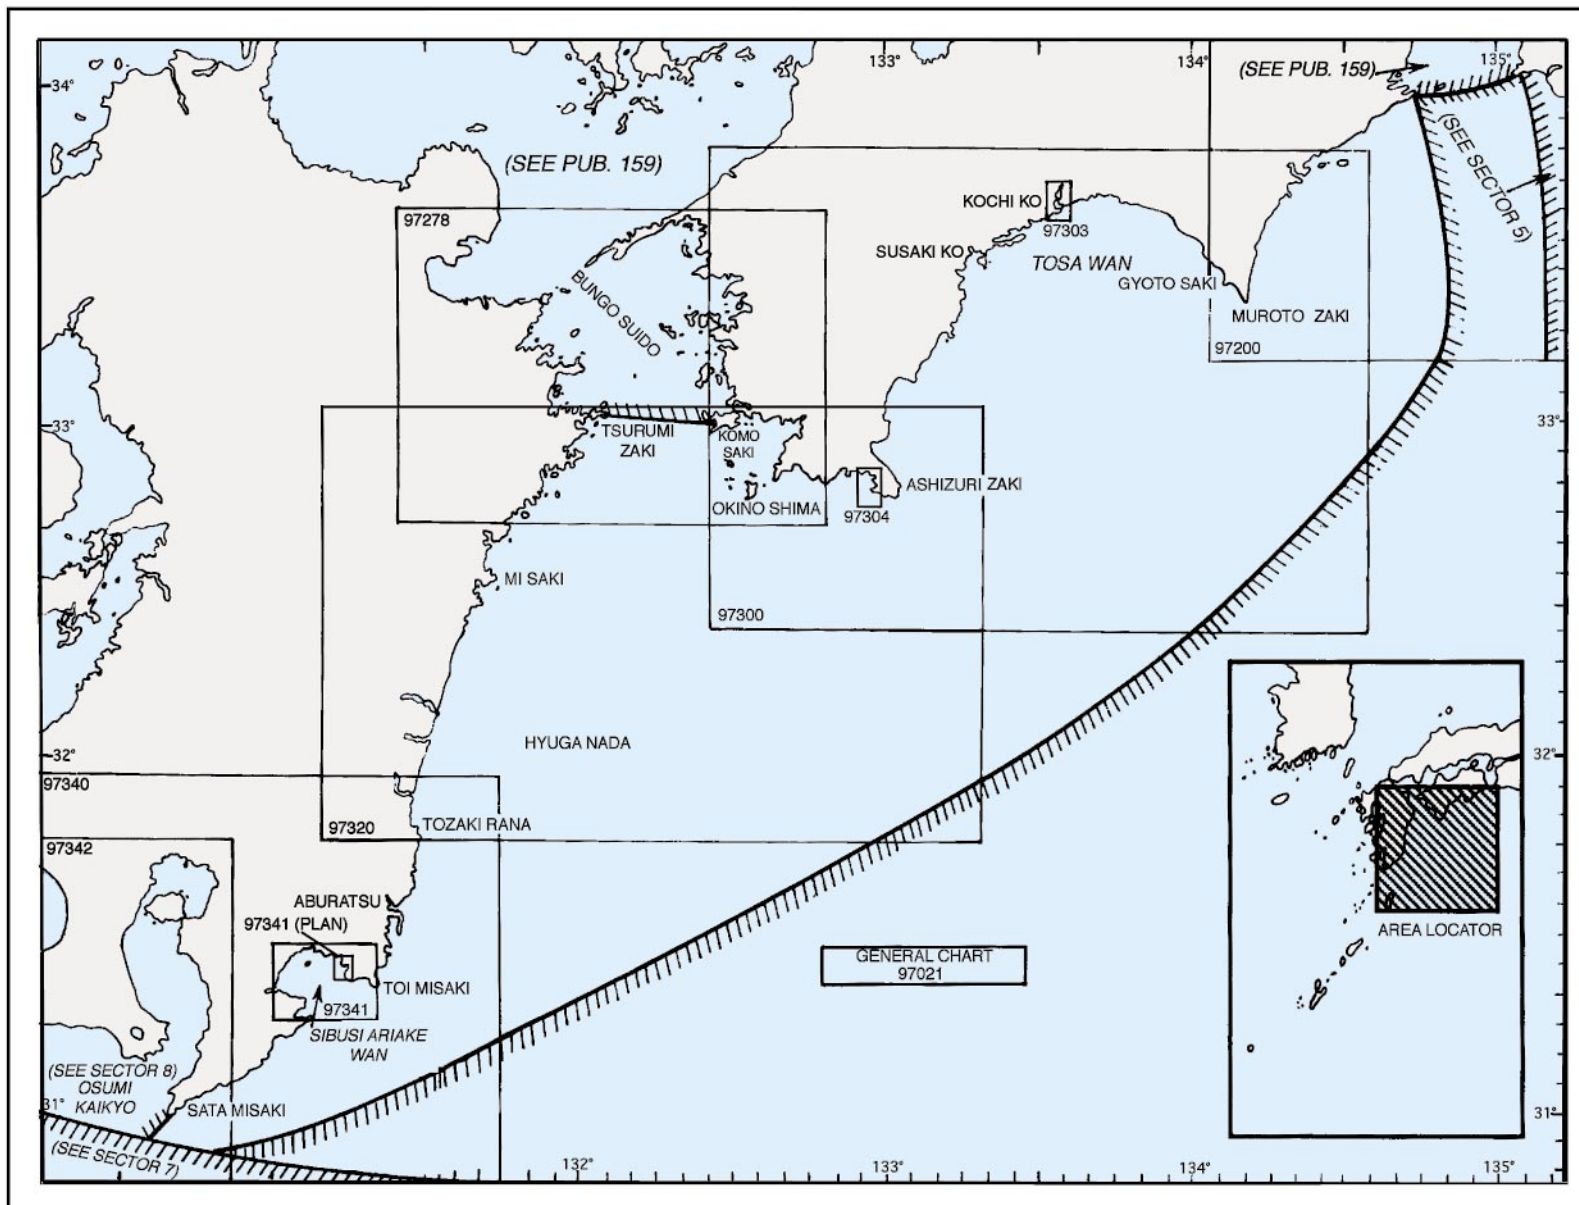 133°
134°
135°
(SEE PUB. 159)
34°
(SEE SECTOR 5)
(SEE PUB. 159)
KOCHI KO
97303
97278
SUSAKI KO
TOSA WAN
GYOTO SAKI
BUNGO SUIDO
MUROTO ZAKI
97200
33°
33°
TSURUMI
ZAKI
KOMO
SAKI
ASHIZURI ZAKI
OKINO SHIMA
97304
MI SAKI
97300
HYUGA NADA
32°
32°
97340
97320
TOZAKI RANA
97342
ABURATSU
97341 (PLAN)
AREA LOCATOR
GENERAL CHART
97021
TOI MISAKI
97341
SIBUSI ARIAKE
WAN
(SEE SECTOR 8)
OSUMI
KAIKYO
31°
SATA MISAKI
31°
(SEE SECTOR 7)
132°
133°
134°
135°